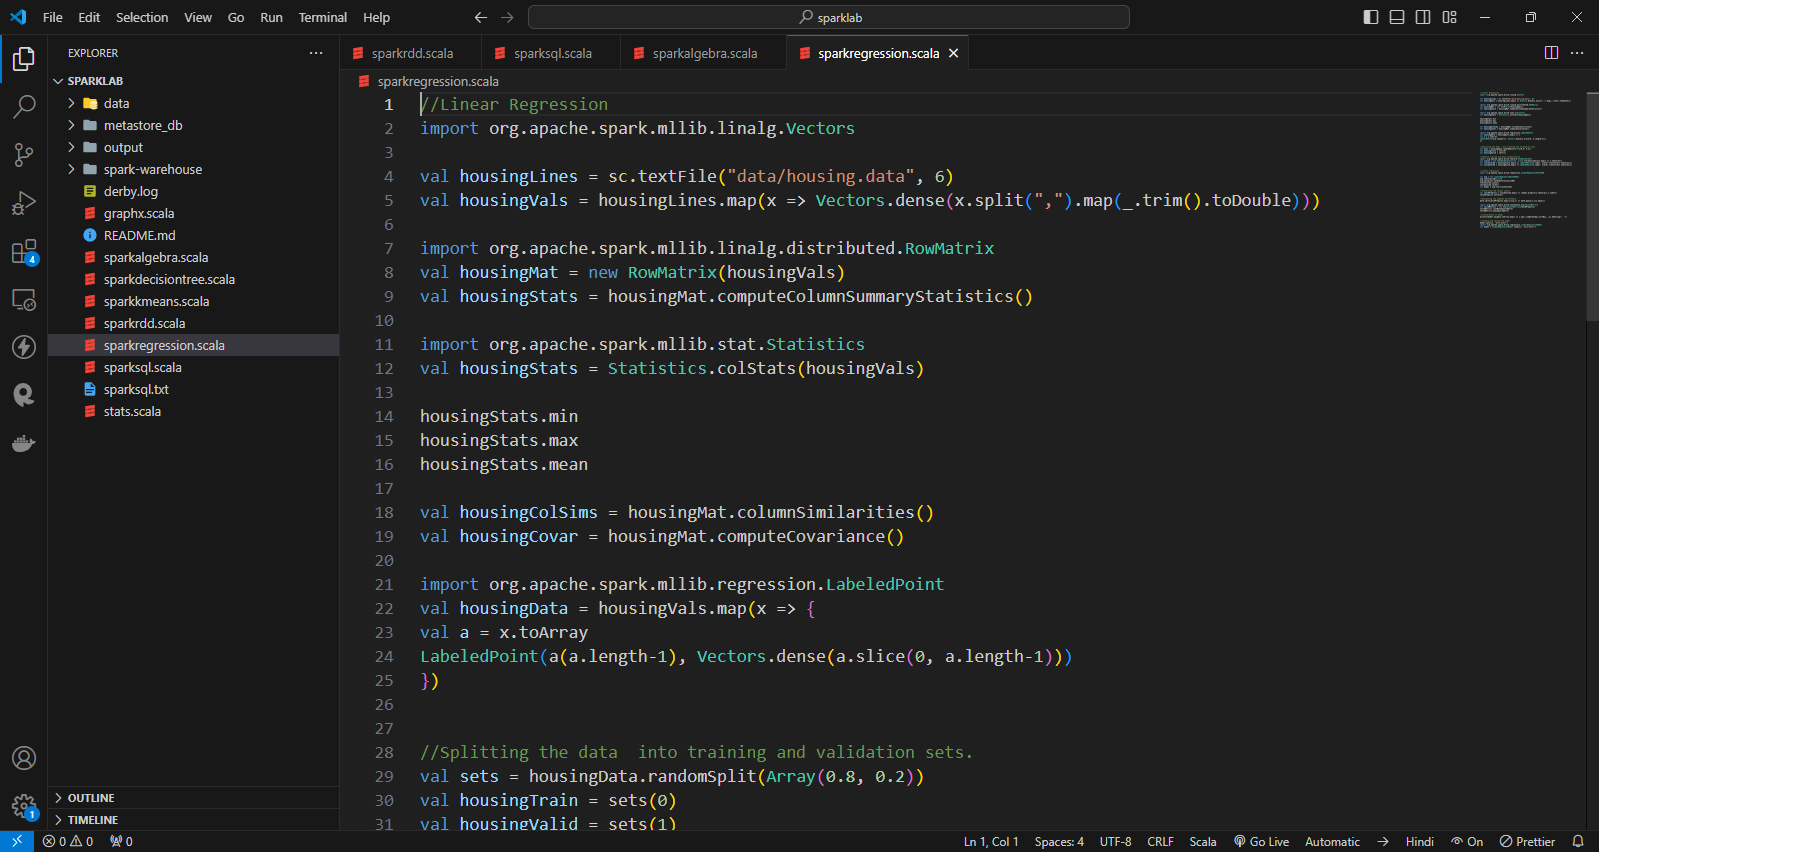 File Edit Selection View Go Run Terminal Help
sparklab
EXPLORER
SPARKLAB
data
metastore_db
output
spark-warehouse
derby.log
graphx.scala
README.md
sparkalgebra.scala
sparkdecisiontree.scala
sparkkmeans.scala
sparkrdd.scala
sparkregression.scala
sparksql.scala
sparksql.txt
stats.scala
OUTLINE
TIMELINE
4
1
sparkrdd.scala sparksql.scala sparkalgebra.scala sparkregression.scala
sparkregression.scala
1 //Linear Regression
2 import org.apache.spark.mllib.linalg.Vectors
3
4 val housingLines = sc.textFile("data/housing.data", 6)
5 val housingVals = housingLines.map(x => Vectors.dense(x.split(",").map(_.trim().toDouble)))
6
7 import org.apache.spark.mllib.linalg.distributed.RowMatrix
8 val housingMat = new RowMatrix(housingVals)
9 val housingStats = housingMat.computeColumnSummaryStatistics()
10
11 import org.apache.spark.mllib.stat.Statistics
12 val housingStats = Statistics.colStats(housingVals)
13
14 housingStats.min
15 housingStats.max
16 housingStats.mean
17
18 val housingColSims = housingMat.columnSimilarities()
19 val housingCovar = housingMat.computeCovariance()
20
21 import org.apache.spark.mllib.regression.LabeledPoint
22 val housingData = housingVals.map(x => {
23 val a = x.toArray
24 LabeledPoint(a(a.length-1), Vectors.dense(a.slice(0, a.length-1)))
25 })
26
27
28 //Splitting the data  into training and validation sets.
29 val sets = housingData.randomSplit(Array(0.8, 0.2))
30 val housingTrain = sets(0)
31 val housingValid = sets(1)
0 0 0 Ln 1, Col 1 Spaces: 4 UTF-8 CRLF Scala Go Live Automatic → Hindi On Prettier